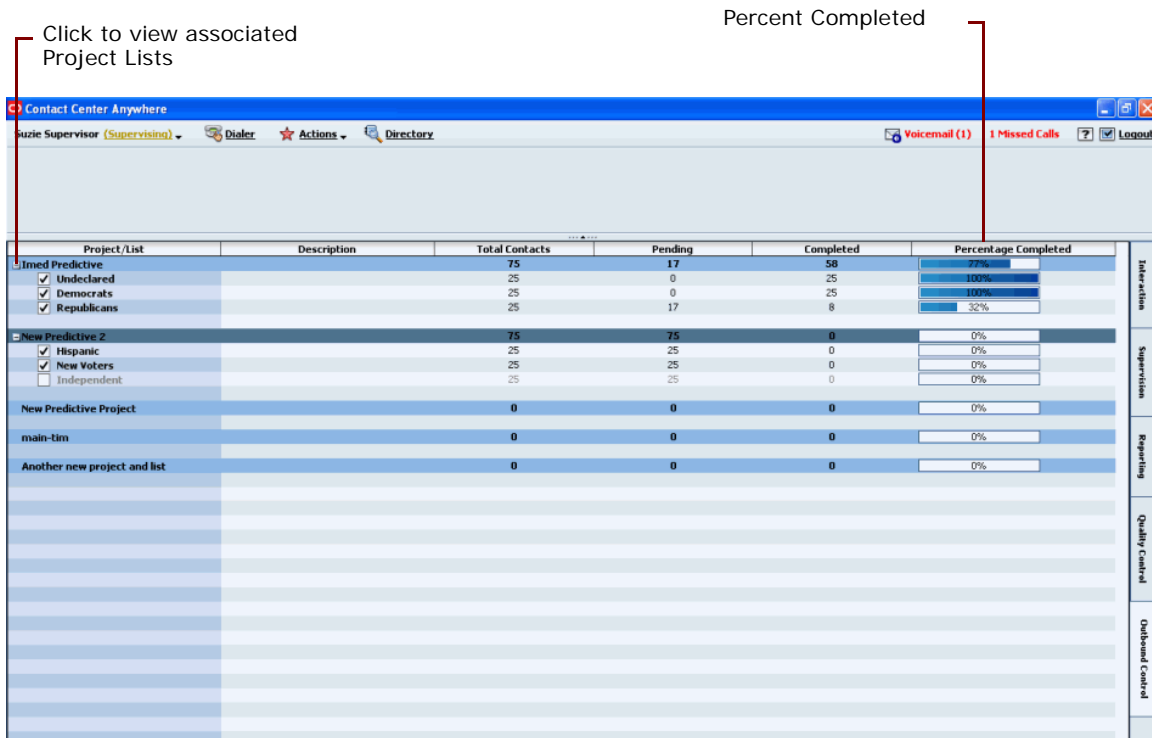 Click to view associated
Project Lists
Percent Completed
Contact Center Anywhere
Suzie Supervisor (Supervising) Dialer Actions Directory Voicemail (1) 1 Missed Calls ? Logout
Project/List Description Total Contacts Pending Completed Percentage Completed
Imed Predictive 75 17 58 77%
Undeclared 25 0 25 100%
Democrats 25 0 25 100%
Republicans 25 17 8 32%
New Predictive 2 75 75 0 0%
Hispanic 25 25 0 0%
New Voters 25 25 0 0%
Independent 25 25 0 0%
New Predictive Project 0 0 0 0%
main-tim 0 0 0 0%
Another new project and list 0 0 0 0%
Interaction
Supervision
Reporting
Quality Control
Outbound Control